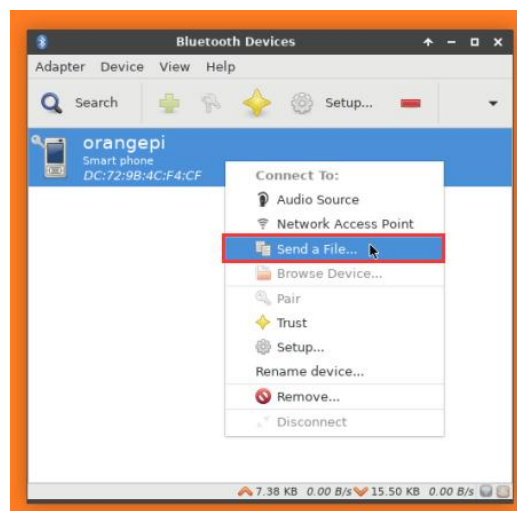 Bluetooth Devices
Adapter Device View Help
Search Setup...
orangepi
Smart phone
DC:72:9B:4C:F4:CF
Connect To:
Audio Source
Network Access Point
Send a File...
Browse Device...
Pair
Trust
Setup...
Rename device...
Remove...
Disconnect
7.38 KB 0.00 B/s 15.50 KB 0.00 B/s